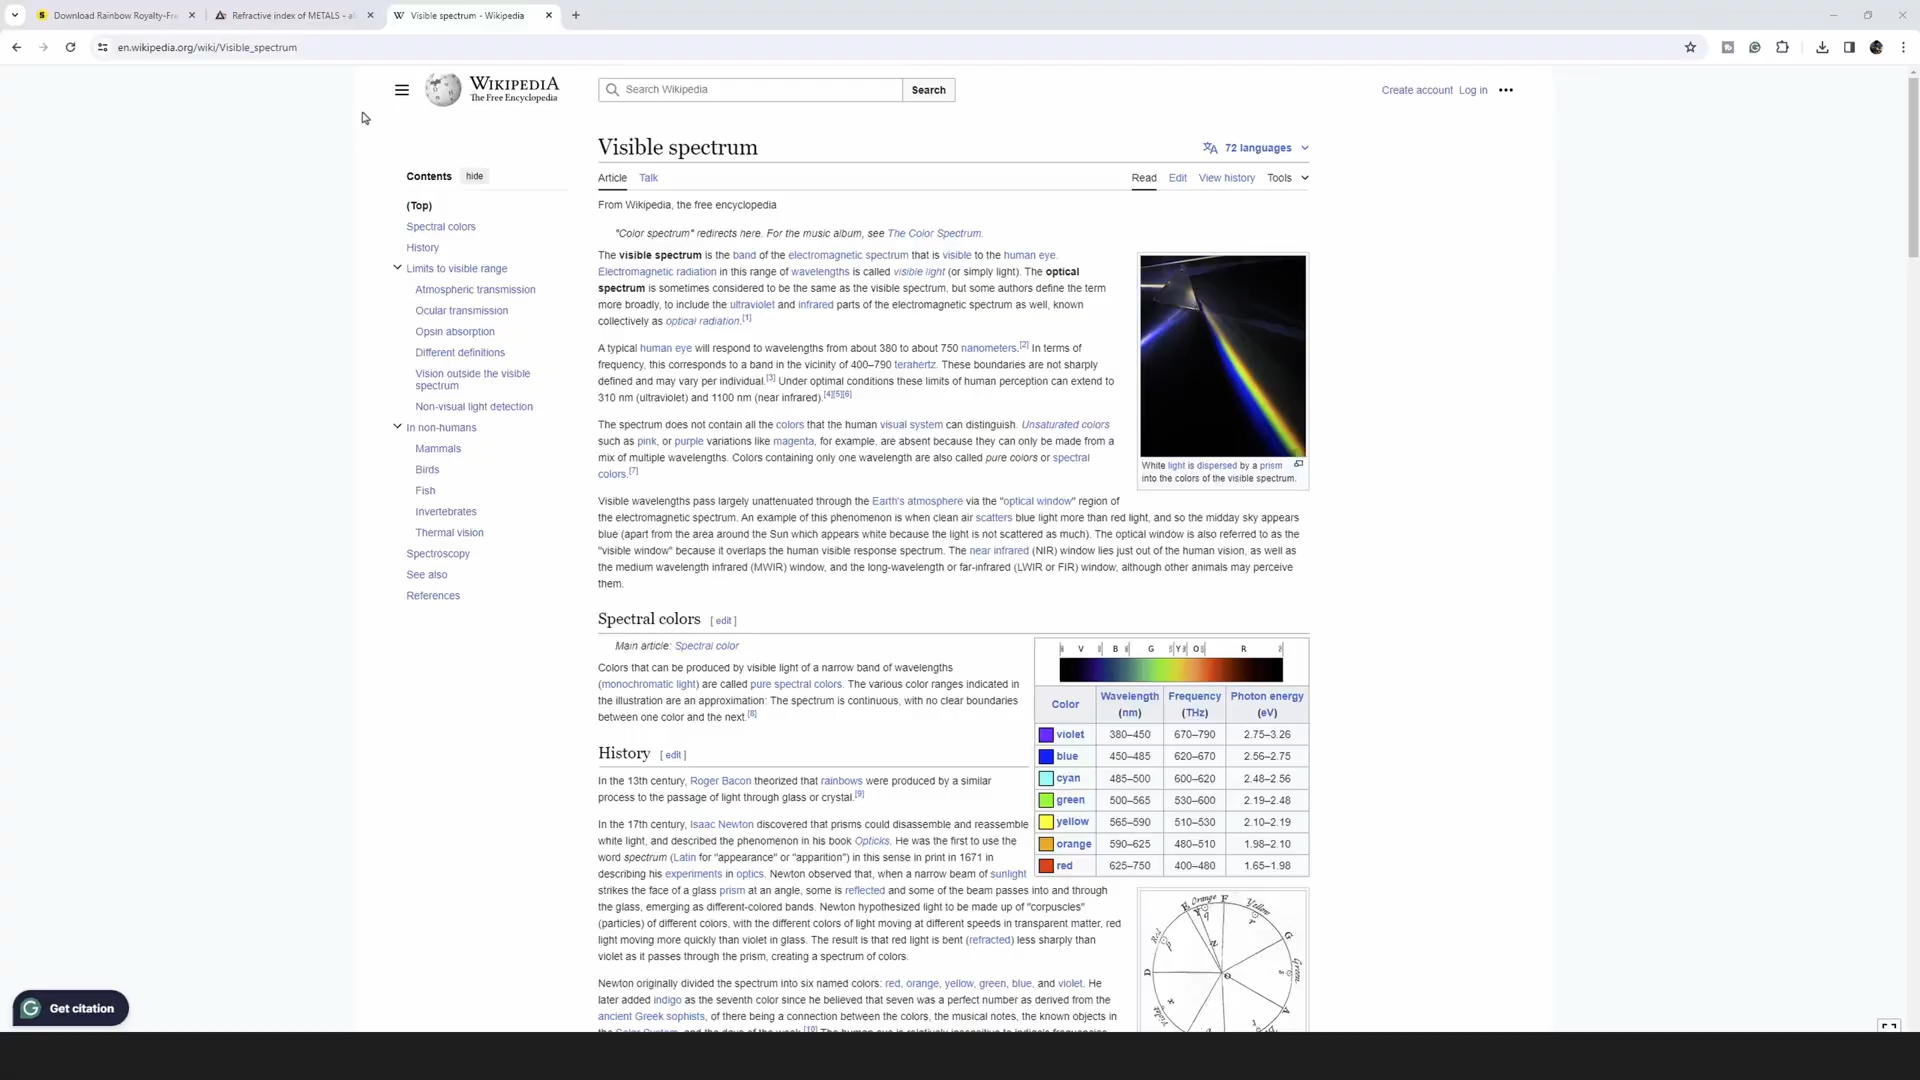 Download Rainbow Royalty-Fre
Refractive index of METALS - al
Visible spectrum - Wikipedia
en.wikipedia.org/wiki/Visible_spectrum
WIKIPEDIA
The Free Encyclopedia
Search Wikipedia
Search
Create account Log in
Visible spectrum
72 languages
Contents hide
Article Talk
Read Edit View history Tools
(Top)
Spectral colors
History
Limits to visible range
Atmospheric transmission
Ocular transmission
Opsin absorption
Different definitions
Vision outside the visible
spectrum
Non-visual light detection
In non-humans
Mammals
Birds
Fish
Invertebrates
Thermal vision
Spectroscopy
See also
References
From Wikipedia, the free encyclopedia
"Color spectrum" redirects here. For the music album, see The Color Spectrum.
The visible spectrum is the band of the electromagnetic spectrum that is visible to the human eye.
Electromagnetic radiation in this range of wavelengths is called visible light (or simply light). The optical
spectrum is sometimes considered to be the same as the visible spectrum, but some authors define the term
more broadly, to include the ultraviolet and infrared parts of the electromagnetic spectrum as well, known
collectively as optical radiation.[1]
A typical human eye will respond to wavelengths from about 380 to about 750 nanometers.[2] In terms of
frequency, this corresponds to a band in the vicinity of 400–790 terahertz. These boundaries are not sharply
defined and may vary per individual.[3] Under optimal conditions these limits of human perception can extend to
310 nm (ultraviolet) and 1100 nm (near infrared).[4][5][6]
The spectrum does not contain all the colors that the human visual system can distinguish. Unsaturated colors
such as pink, or purple variations like magenta, for example, are absent because they can only be made from a
mix of multiple wavelengths. Colors containing only one wavelength are also called pure colors or spectral
colors.[7]
White light is dispersed by a prism
into the colors of the visible spectrum.
Visible wavelengths pass largely unattenuated through the Earth's atmosphere via the "optical window" region of
the electromagnetic spectrum. An example of this phenomenon is when clean air scatters blue light more than red light, and so the midday sky appears
blue (apart from the area around the Sun which appears white because the light is not scattered as much). The optical window is also referred to as the
"visible window" because it overlaps the human visible response spectrum. The near infrared (NIR) window lies just out of the human vision, as well as
the medium wavelength infrared (MWIR) window, and the long-wavelength or far-infrared (LWIR or FIR) window, although other animals may perceive
them.
Spectral colors [ edit ]
Main article: Spectral color
Colors that can be produced by visible light of a narrow band of wavelengths
(monochromatic light) are called pure spectral colors. The various color ranges indicated in
the illustration are an approximation: The spectrum is continuous, with no clear boundaries
between one color and the next.[8]
V B G Y O R
Color Wavelength (nm) Frequency (THz) Photon energy (eV)
violet 380–450 670–790 2.75–3.26
blue 450–485 620–670 2.56–2.75
cyan 485–500 600–620 2.48–2.56
green 500–565 530–600 2.19–2.48
yellow 565–590 510–530 2.10–2.19
orange 590–625 480–510 1.98–2.10
red 625–750 400–480 1.65–1.98
History [ edit ]
In the 13th century, Roger Bacon theorized that rainbows were produced by a similar
process to the passage of light through glass or crystal.[9]
In the 17th century, Isaac Newton discovered that prisms could disassemble and reassemble
white light, and described the phenomenon in his book Opticks. He was the first to use the
word spectrum (Latin for "appearance" or "apparition") in this sense in print in 1671 in
describing his experiments in optics. Newton observed that, when a narrow beam of sunlight
strikes the face of a glass prism at an angle, some is reflected and some of the beam passes into and through
the glass, emerging as different-colored bands. Newton hypothesized light to be made up of "corpuscles"
(particles) of different colors, with the different colors of light moving at different speeds in transparent matter, red
light moving more quickly than violet in glass. The result is that red light is bent (refracted) less sharply than
violet as it passes through the prism, creating a spectrum of colors.
Newton originally divided the spectrum into six named colors: red, orange, yellow, green, blue, and violet. He
later added indigo as the seventh color since he believed that seven was a perfect number as derived from the
ancient Greek sophists, of there being a connection between the colors, the musical notes, the known objects in
E Orange F
Yellow
G
Green
Red
D
O
A
Violet
Get citation